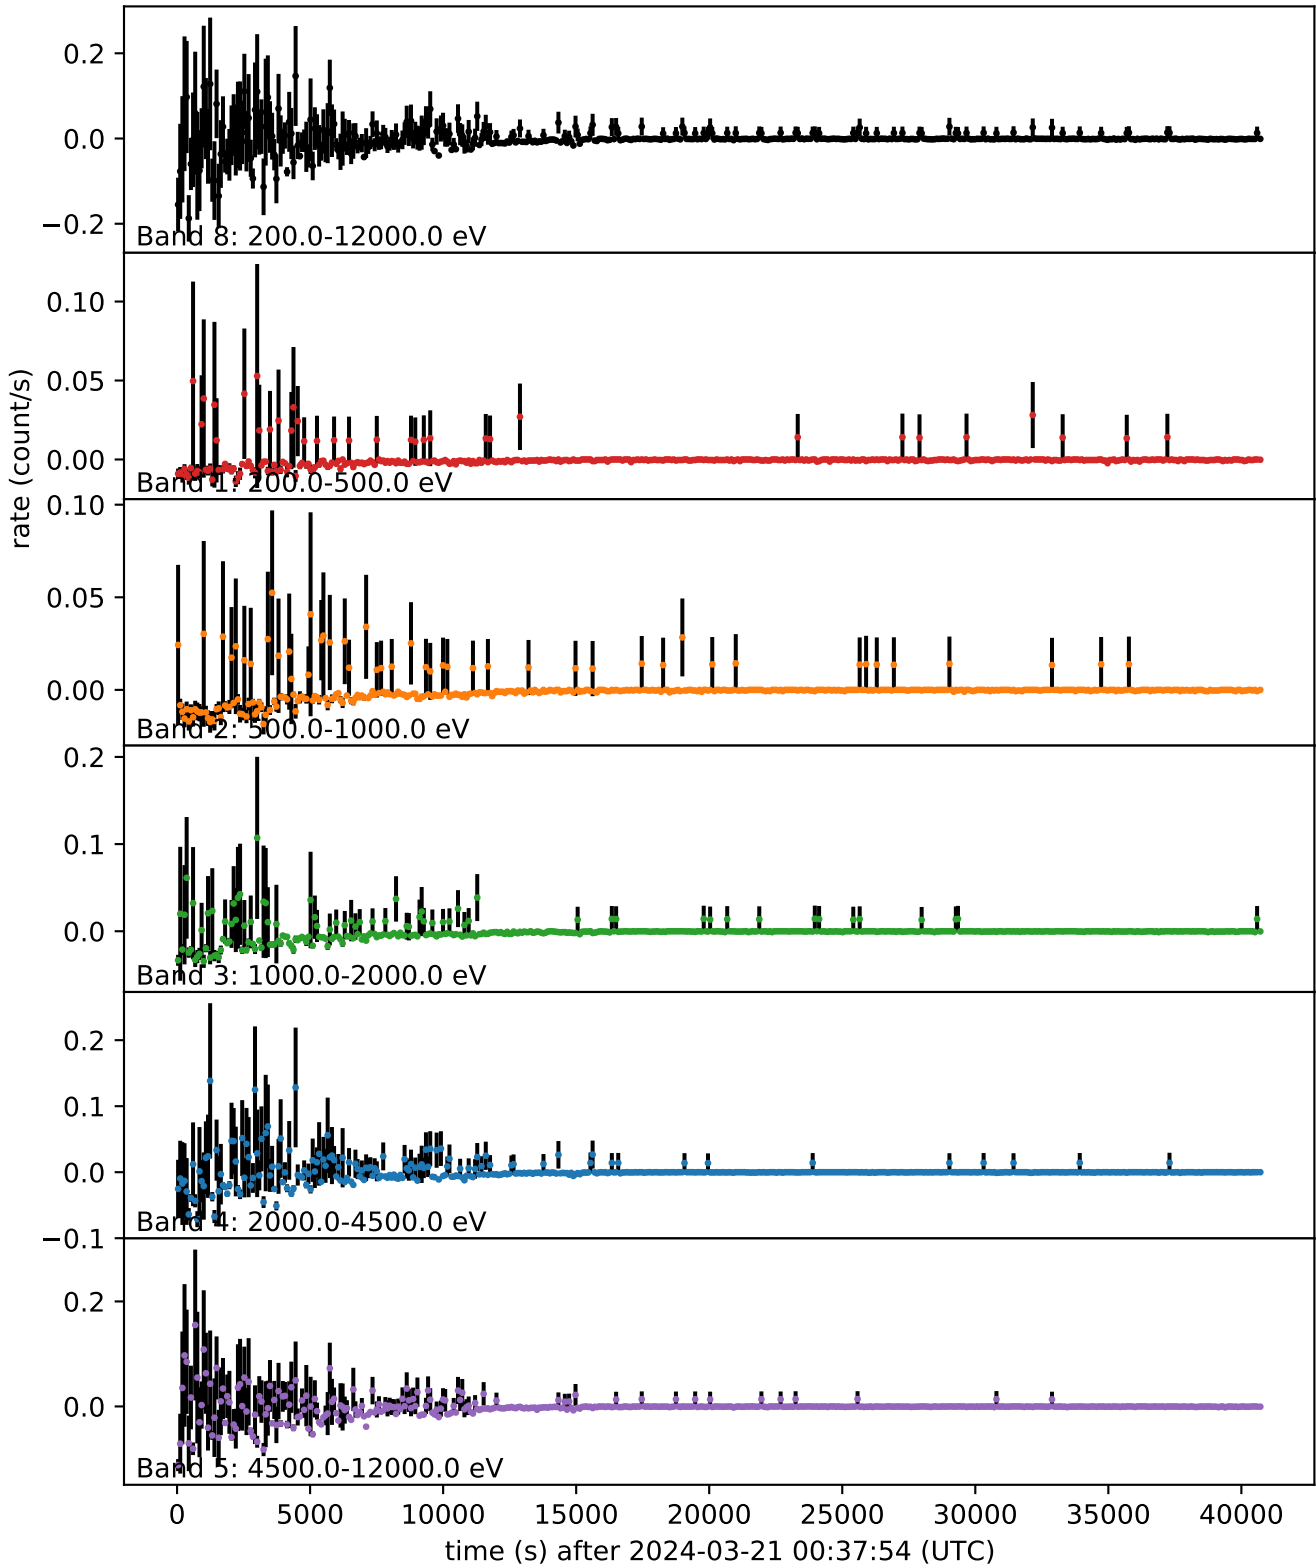 0.2
0.0
−0.2
Band 8: 200.0-12000.0 eV
0.10
0.05
0.00
Band 1: 200.0-500.0 eV
rate (count/s)
0.10
0.05
0.00
Band 2: 500.0-1000.0 eV
0.2
0.1
0.0
Band 3: 1000.0-2000.0 eV
0.2
0.1
0.0
−0.1
Band 4: 2000.0-4500.0 eV
0.2
0.0
Band 5: 4500.0-12000.0 eV
0 5000 10000 15000 20000 25000 30000 35000 40000
time (s) after 2024-03-21 00:37:54 (UTC)